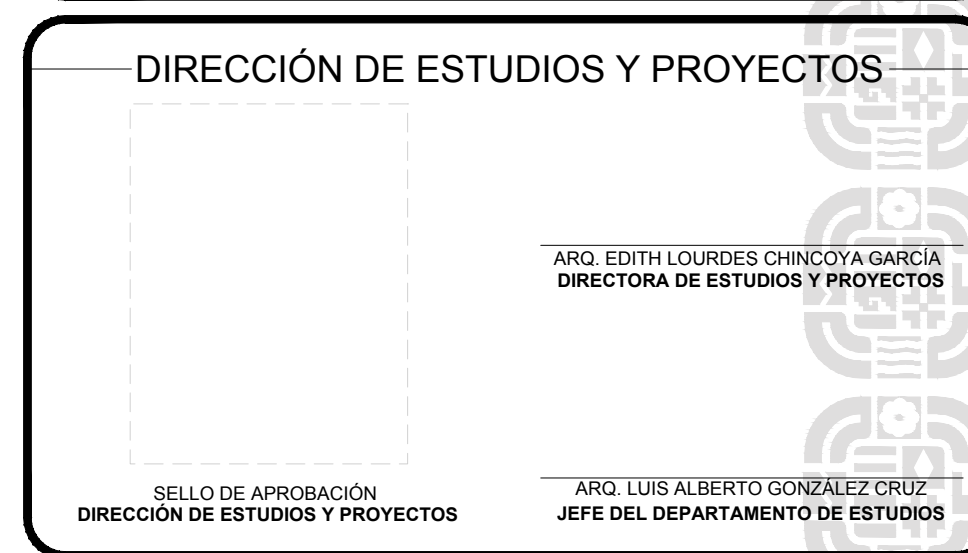 DIRECCIÓN DE ESTUDIOS Y PROYECTOS
ARQ. EDITH LOURDES CHINCOYA GARCÍA
DIRECTORA DE ESTUDIOS Y PROYECTOS
SELLO DE APROBACIÓN
DIRECCIÓN DE ESTUDIOS Y PROYECTOS
ARQ. LUIS ALBERTO GONZÁLEZ CRUZ
JEFE DEL DEPARTAMENTO DE ESTUDIOS